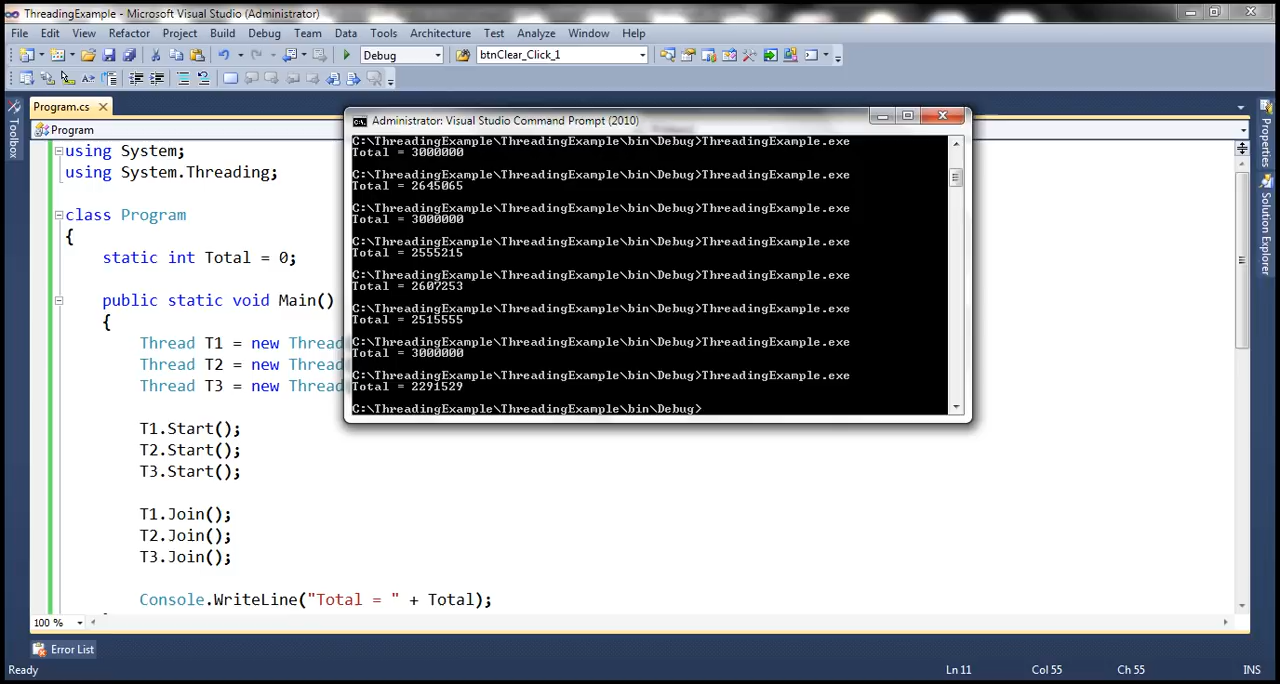 ThreadingExample - Microsoft Visual Studio (Administrator)
File Edit View Refactor Project Build Debug Team Data Tools Architecture Test Analyze Window Help
Debug btnClear_Click_1
Program.cs
Program
Toolbox
using System;
using System.Threading;
class Program
{
static int Total = 0;
public static void Main()
{
Thread T1 = new Thread
Thread T2 = new Thread
Thread T3 = new Thread
T1.Start();
T2.Start();
T3.Start();
T1.Join();
T2.Join();
T3.Join();
Console.WriteLine("Total = " + Total);
Administrator: Visual Studio Command Prompt (2010)
C:\ThreadingExample\ThreadingExample\bin\Debug>ThreadingExample.exe
Total = 3000000
C:\ThreadingExample\ThreadingExample\bin\Debug>ThreadingExample.exe
Total = 2645065
C:\ThreadingExample\ThreadingExample\bin\Debug>ThreadingExample.exe
Total = 3000000
C:\ThreadingExample\ThreadingExample\bin\Debug>ThreadingExample.exe
Total = 2555215
C:\ThreadingExample\ThreadingExample\bin\Debug>ThreadingExample.exe
Total = 2607253
C:\ThreadingExample\ThreadingExample\bin\Debug>ThreadingExample.exe
Total = 2515555
C:\ThreadingExample\ThreadingExample\bin\Debug>ThreadingExample.exe
Total = 3000000
C:\ThreadingExample\ThreadingExample\bin\Debug>ThreadingExample.exe
Total = 2291529
C:\ThreadingExample\ThreadingExample\bin\Debug>
Properties
Solution Explorer
100 %
Error List
Ready Ln 11 Col 55 Ch 55 INS